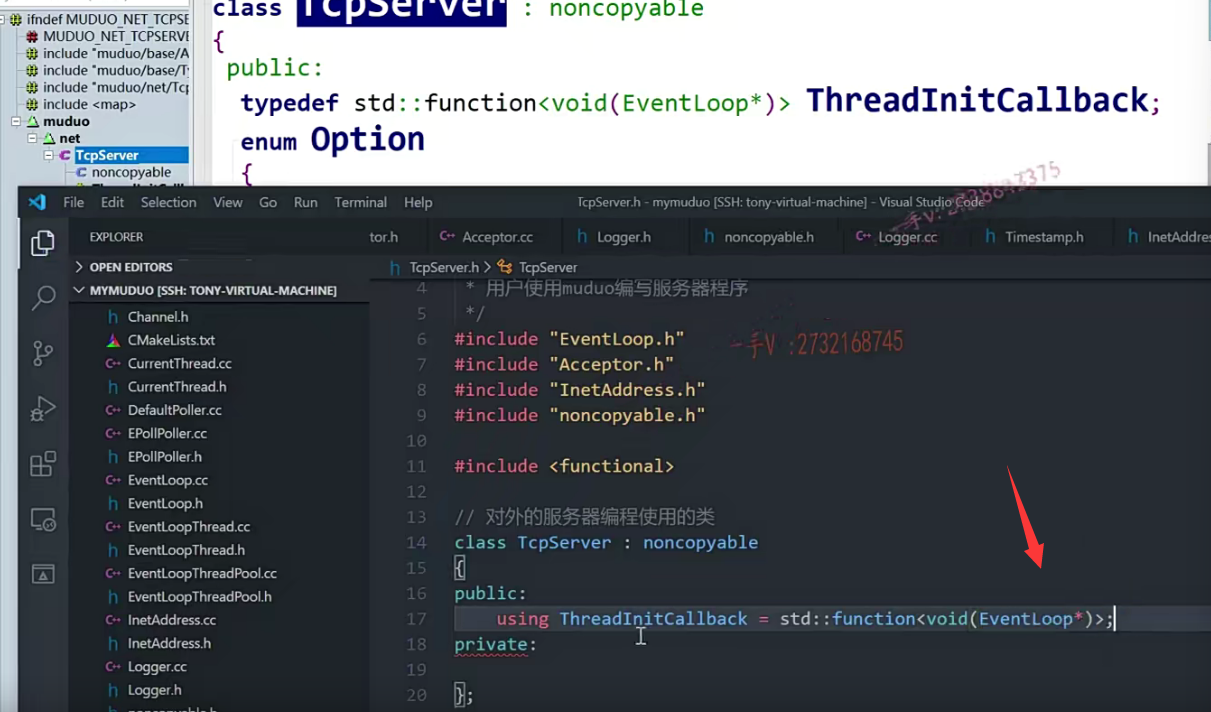 class TcpServer : noncopyable
ifndef MUDUO_NET_TCPSE
{
MUDUO_NET_TCPSERVE
include "muduo/base/A
public:
include "muduo/base/T
include "muduo/net/Tcp
typedef std::function<void(EventLoop*)> ThreadInitCallback;
include <map>
muduo
enum Option
net
TcpServer
{
noncopyable
File Edit Selection View Go Run Terminal Help
TcpServer.h - mymuduo [SSH: tony-virtual-machine] - Visual Studio Code
EXPLORER
tor.h Acceptor.cc Logger.h noncopyable.h Logger.cc Timestamp.h InetAddre
OPEN EDITORS
TcpServer.h > TcpServer
MYMUDUO [SSH: TONY-VIRTUAL-MACHINE]
Channel.h
CMakeLists.txt
CurrentThread.cc
CurrentThread.h
DefaultPoller.cc
EPollPoller.cc
EPollPoller.h
EventLoop.cc
EventLoop.h
EventLoopThread.cc
EventLoopThread.h
EventLoopThreadPool.cc
EventLoopThreadPool.h
InetAddress.cc
InetAddress.h
Logger.cc
Logger.h
noncopyable.h
4 * 用户使用muduo编写服务器程序
5 */
6 #include "EventLoop.h"
一手V :2732168745
7 #include "Acceptor.h"
8 #include "InetAddress.h"
9 #include "noncopyable.h"
10
11 #include <functional>
12
13 // 对外的服务器编程使用的类
14 class TcpServer : noncopyable
15 {
16 public:
17 using ThreadInitCallback = std::function<void(EventLoop*)>;
18 private:
19
20 };